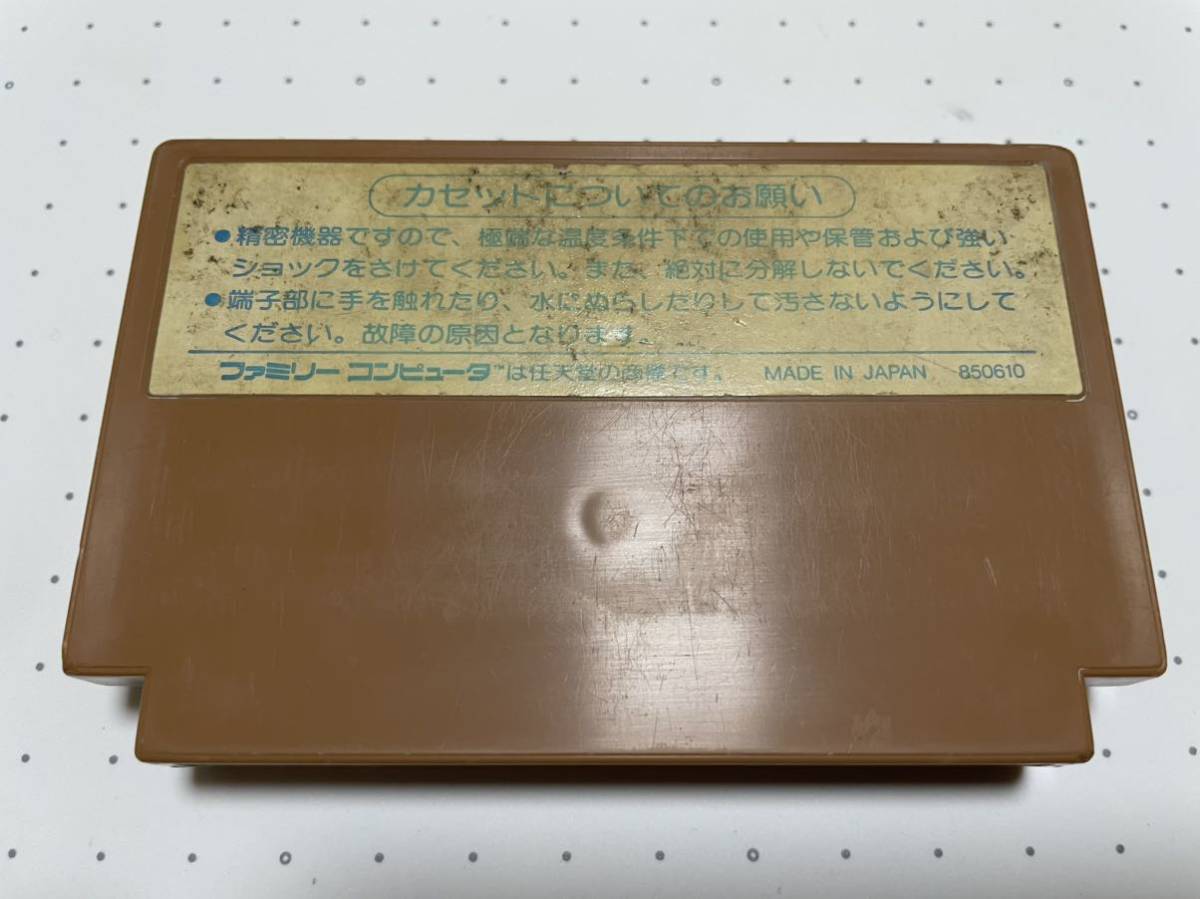 カセットについてのお願い
●精密機器ですので、極端な温度条件下での使用や保管および強い
ショックをさけてください。また、絶対に分解しないでください。
●端子部に手を触れたり、水にぬらしたりして汚さないようにして
ください。故障の原因となります。
ファミリーコンピュータ™は任天堂の商標です。 MADE IN JAPAN 850610